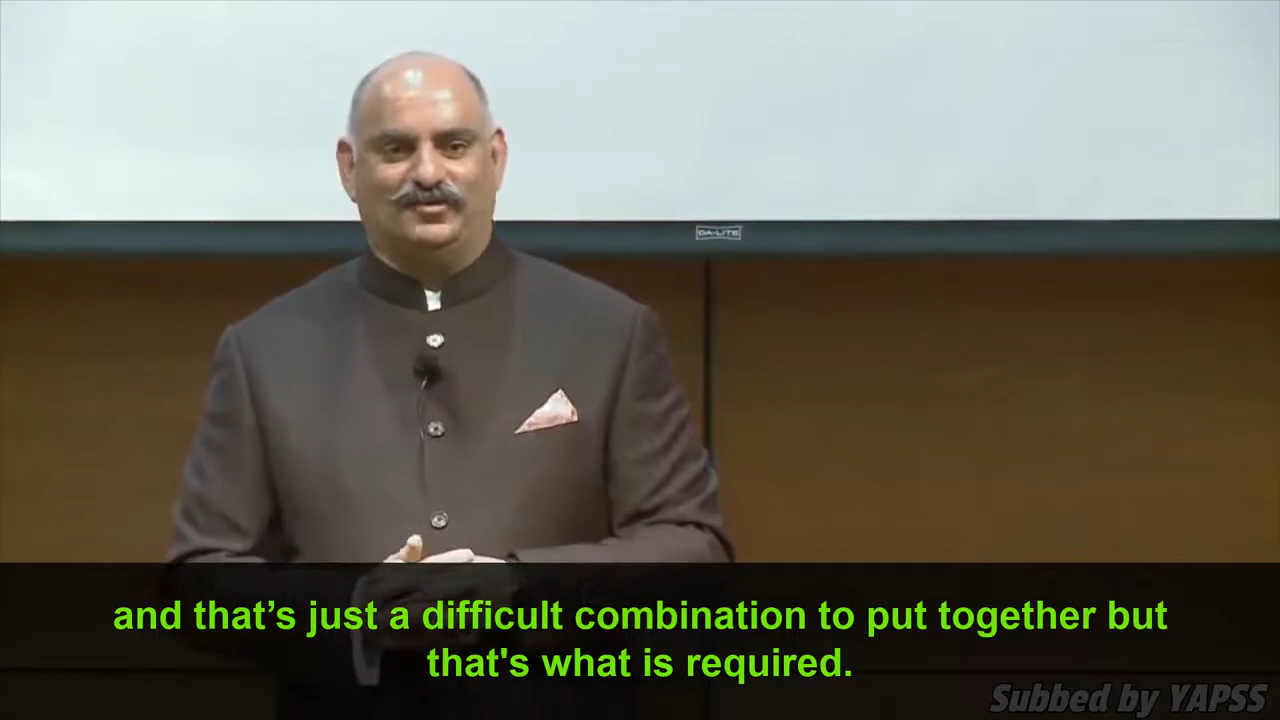 DA-LITE
and that’s just a difficult combination to put together but
that's what is required.
Subbed by YAPSS